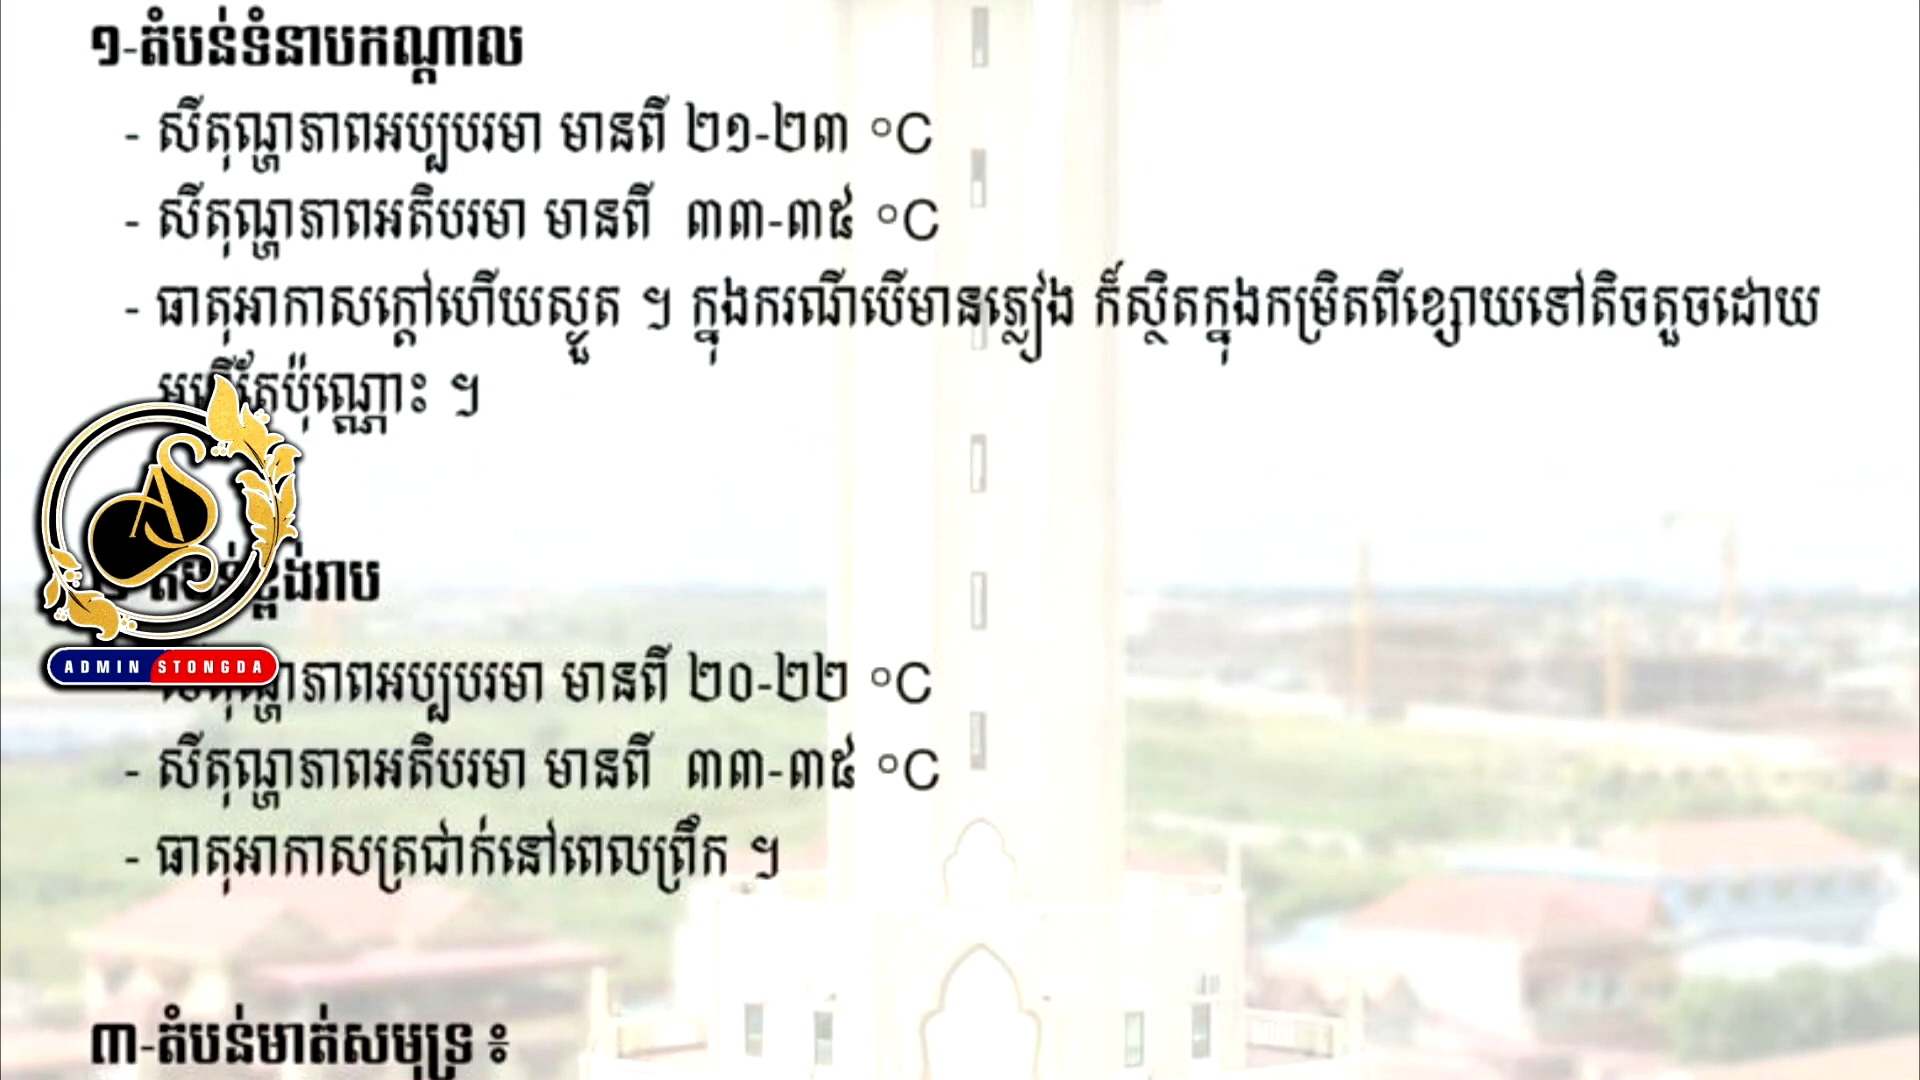 ១-តំបន់ទំនាបកណ្តាល
- សីតុណ្ហភាពអប្បបរមា មានពី ២១-២៣ °C
- សីតុណ្ហភាពអតិបរមា មានពី ៣៣-៣៥ °C
- ធាតុអាកាសក្តៅហើយស្ងួត ។ ក្នុងករណីបើមានភ្លៀង ក៏ស្ថិតក្នុងកម្រិតពីខ្សោយទៅតិចតួចដោយ
ប៉ុណ្ណោះ ។
ខ្ពង់រាប
ADMIN STONGDA
សីតុណ្ហភាពអប្បបរមា មានពី ២០-២២ °C
- សីតុណ្ហភាពអតិបរមា មានពី ៣៣-៣៥ °C
- ធាតុអាកាសត្រជាក់នៅពេលព្រឹក ។
៣-តំបន់មាត់សមុទ្រ ៖